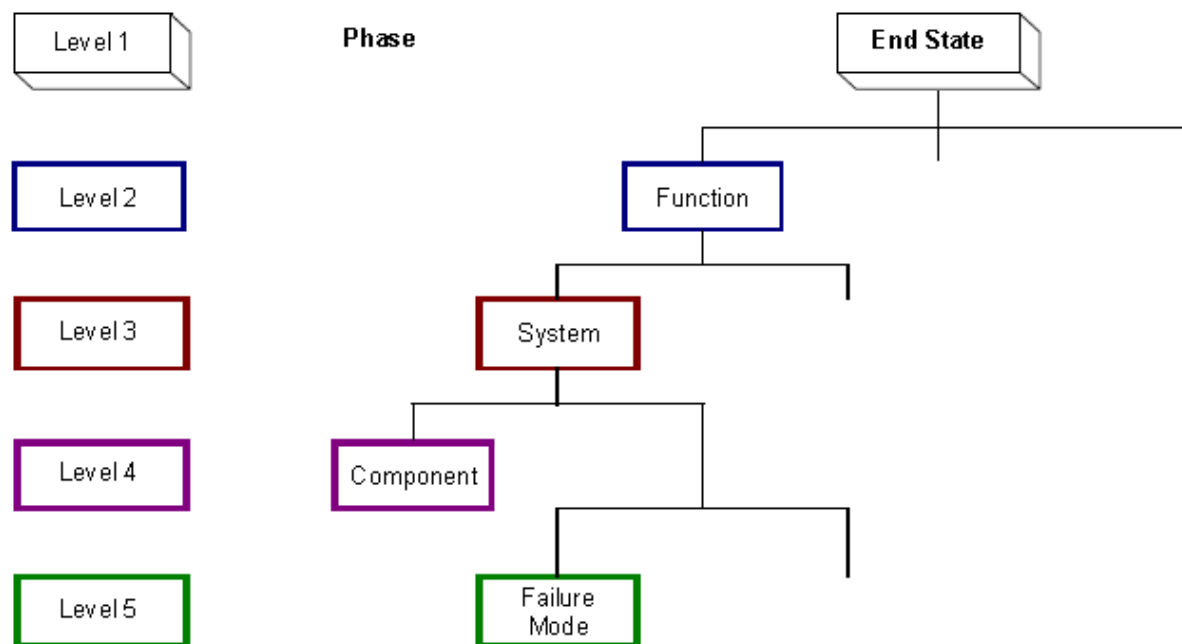 Level 1
Phase
End State
Level 2
Function
Level 3
System
Level 4
Component
Level 5
Failure
Mode